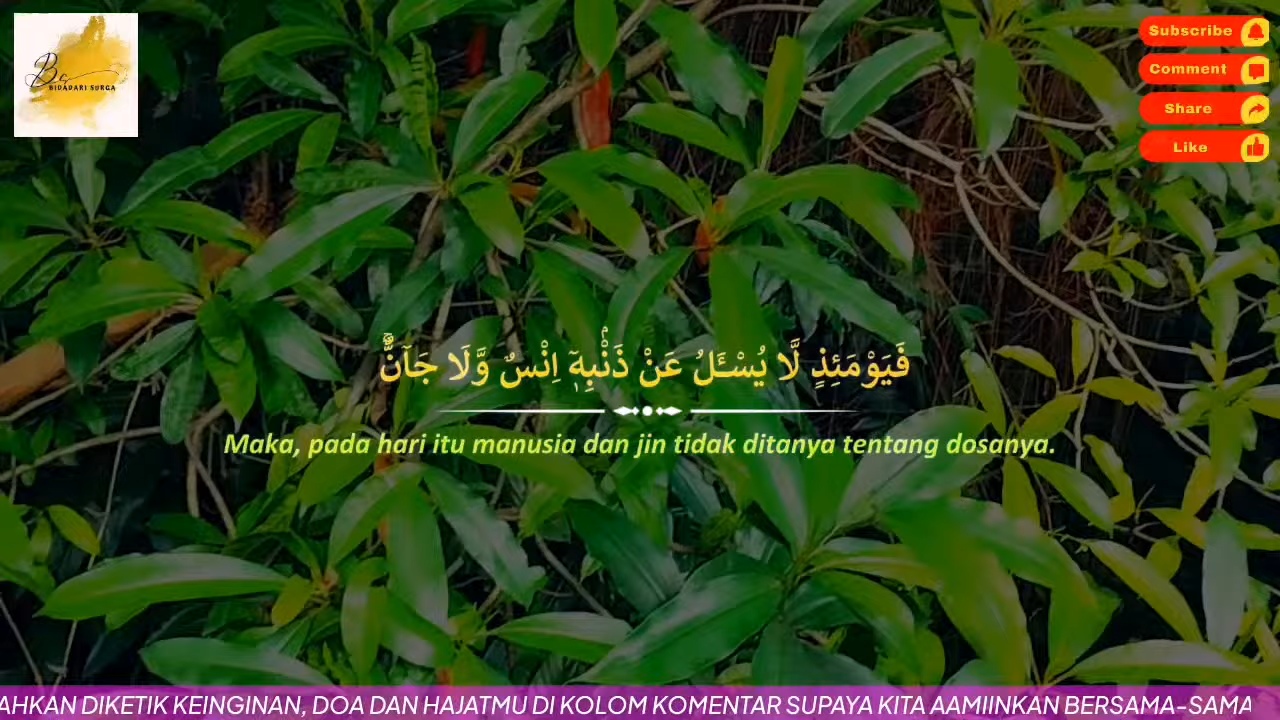 Bs
BIDADARI SURGA
Subscribe
Comment
Share
Like
فَيَوْمَئِذٍ لَّا يُسْـَٔلُ عَنْ ذَنْۢبِهٖٓ اِنْسٌ وَّلَا جَاۤنٌّۚ
Maka, pada hari itu manusia dan jin tidak ditanya tentang dosanya.
AHKAN DIKETIK KEINGINAN, DOA DAN HAJATMU DI KOLOM KOMENTAR SUPAYA KITA AAMIINKAN BERSAMA-SAMA